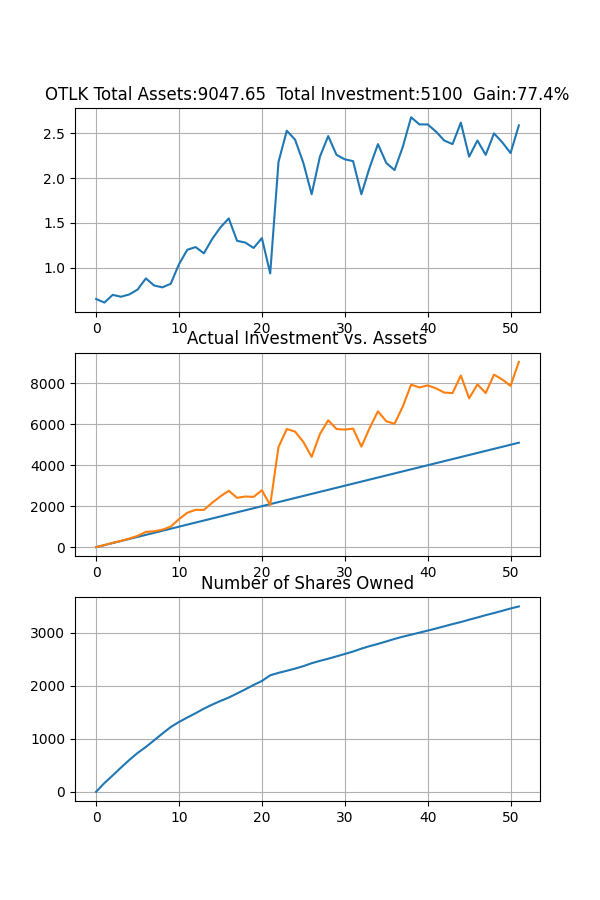 OTLK Total Assets:9047.65  Total Investment:5100  Gain:77.4%
2.5
2.0
1.5
1.0
0 10 20 30 40 50
Actual Investment vs. Assets
8000
6000
4000
2000
0
0 10 20 30 40 50
Number of Shares Owned
3000
2000
1000
0
0 10 20 30 40 50